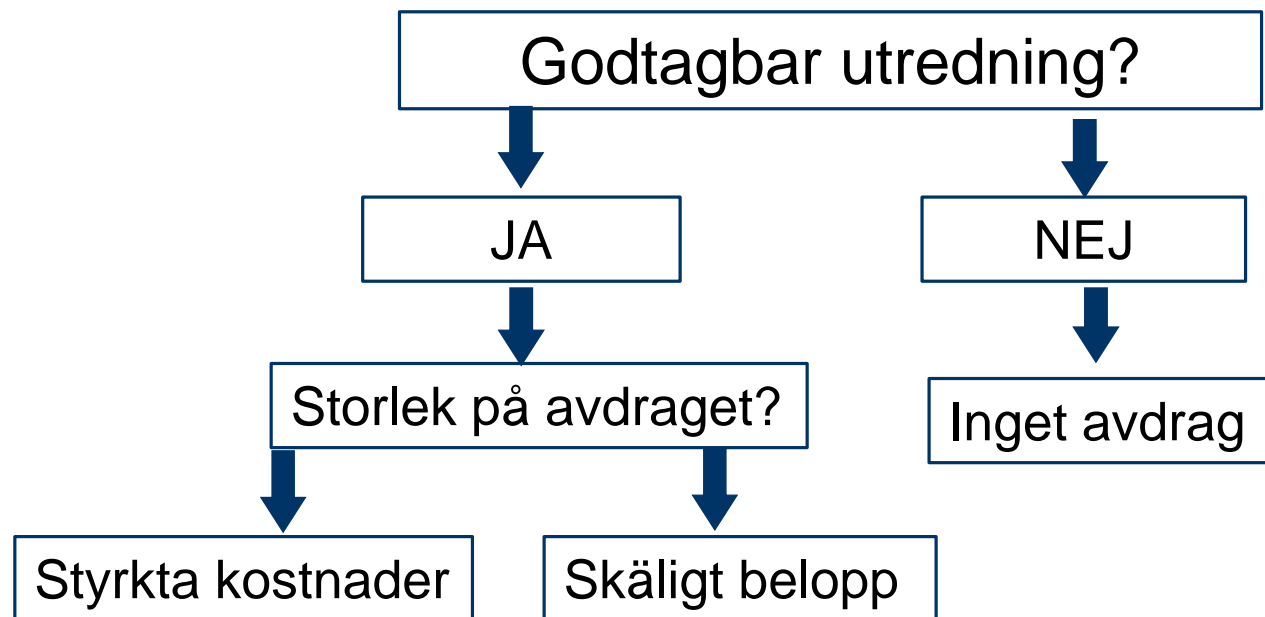 Godtagbar utredning?
JA
NEJ
Storlek på avdraget?
Inget avdrag
Styrkta kostnader
Skäligt belopp